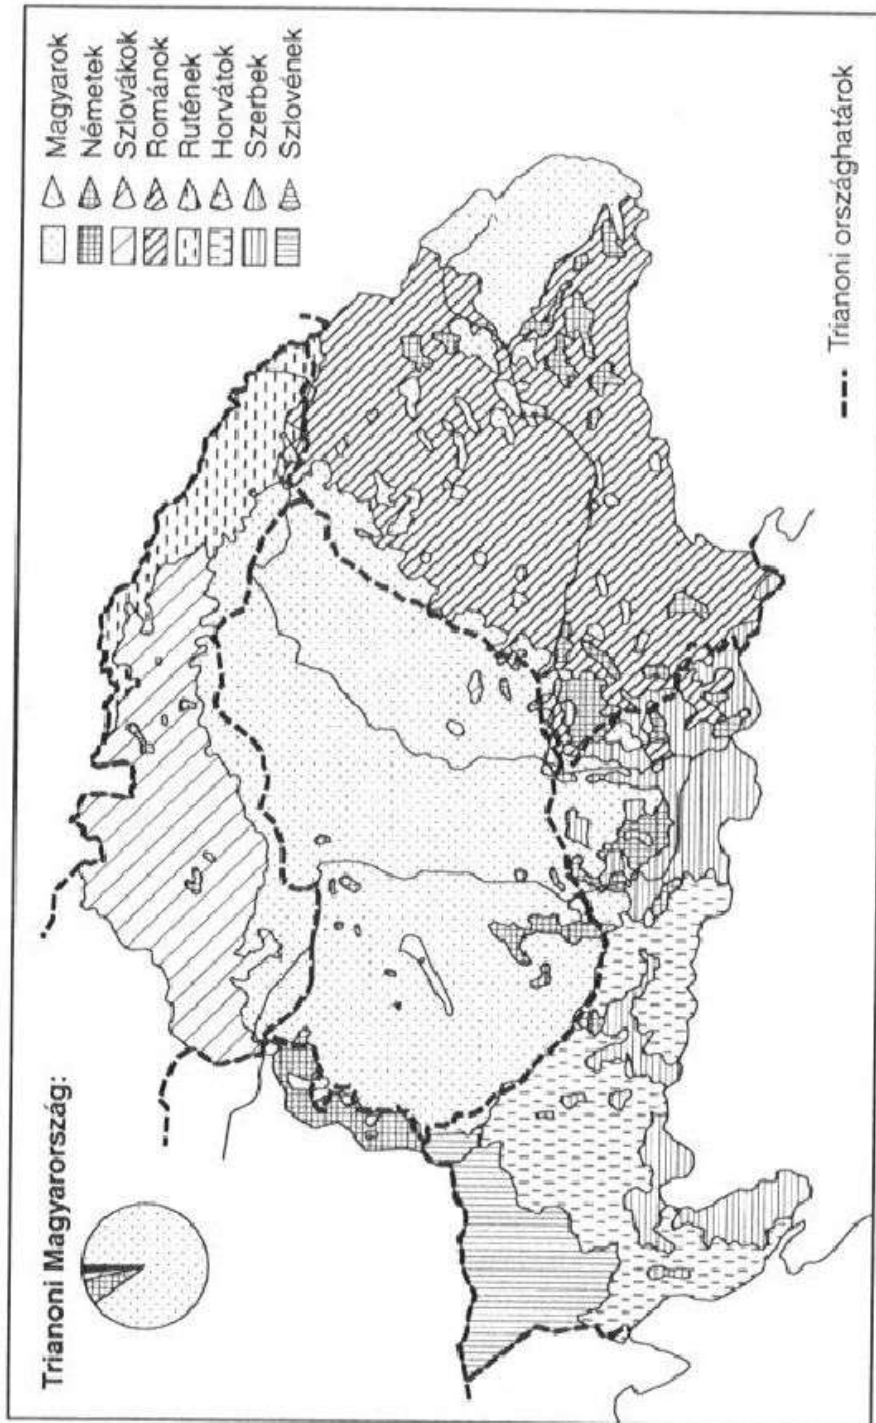 Trianoni Magyarország:
Magyarok
Németek
Szlovákok
Románok
Rutének
Horvátok
Szerbek
Szlovének
Trianoni országhatárok